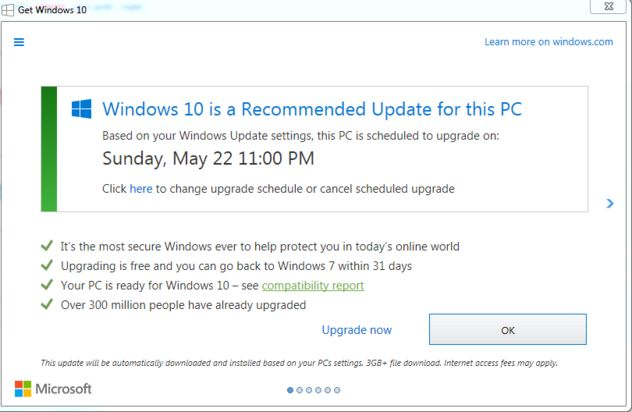 Get Windows 10
Learn more on windows.com
Windows 10 is a Recommended Update for this PC
Based on your Windows Update settings, this PC is scheduled to upgrade on:
Sunday, May 22 11:00 PM
Click here to change upgrade schedule or cancel scheduled upgrade
It's the most secure Windows ever to help protect you in today's online world
Upgrading is free and you can go back to Windows 7 within 31 days
Your PC is ready for Windows 10 – see compatibility report
Over 300 million people have already upgraded
Upgrade now OK
This update will be automatically downloaded and installed based on your PCs settings. 3GB+ file download. Internet access fees may apply.
Microsoft